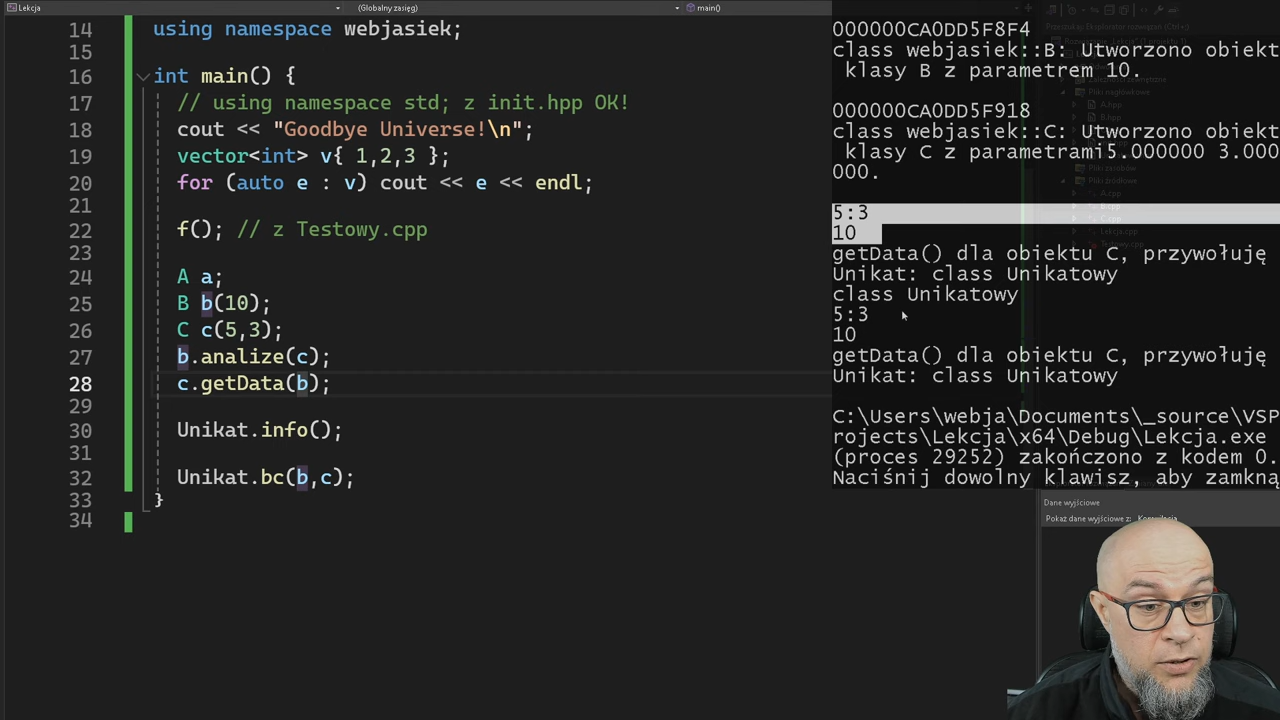 Lekcja
(Globalny zasięg)
main()
14 using namespace webjasiek;
15
16 int main() {
17 // using namespace std; z init.hpp OK!
18 cout << "Goodbye Universe!\n";
19 vector<int> v{ 1,2,3 };
20 for (auto e : v) cout << e << endl;
21
22 f(); // z Testowy.cpp
23
24 A a;
25 B b(10);
26 C c(5,3);
27 b.analize(c);
28 c.getData(b);
29
30 Unikat.info();
31
32 Unikat.bc(b,c);
33 }
34
000000CA0DD5F8F4
class webjasiek::B: Utworzono obiekt
klasy B z parametrem 10.
000000CA0DD5F918
class webjasiek::C: Utworzono obiekt
klasy C z parametrami5.000000 3.000
000.
5:3
10
getData() dla obiektu C, przywołuję
Unikat: class Unikatowy
class Unikatowy
5:3
10
getData() dla obiektu C, przywołuję
Unikat: class Unikatowy
C:\Users\webja\Documents\_source\VSP
rojects\Lekcja\x64\Debug\Lekcja.exe
(proces 29252) zakończono z kodem 0.
Naciśnij dowolny klawisz, aby zamkną
Dane wyjściowe
Pokaż dane wyjściowe z: Kompilacja